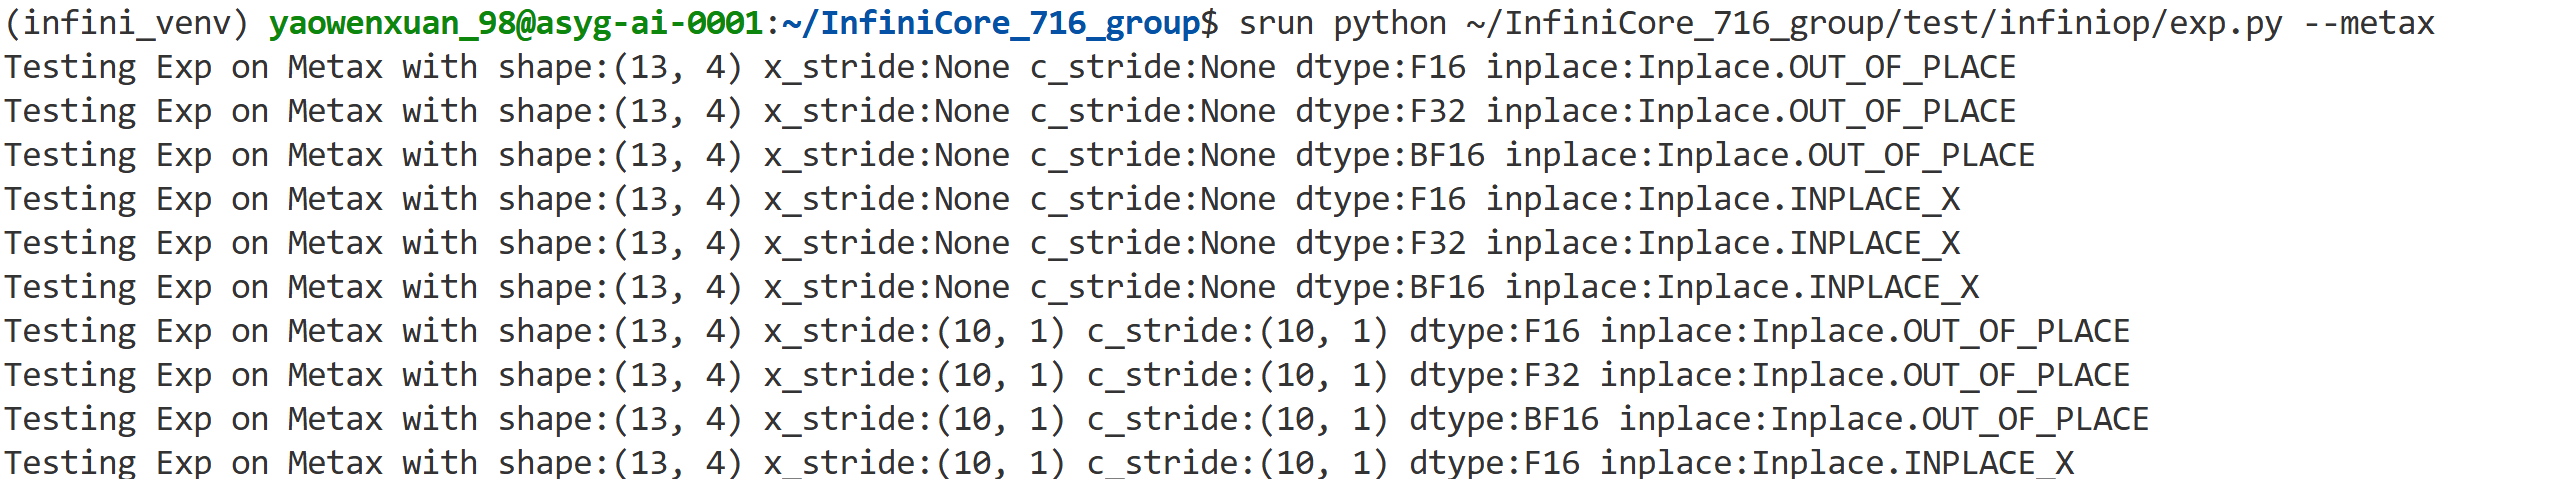 (infini_venv) yaowenxuan_98@asyg-ai-0001:~/InfiniCore_716_group$ srun python ~/InfiniCore_716_group/test/infiniop/exp.py --metax
Testing Exp on Metax with shape:(13, 4) x_stride:None c_stride:None dtype:F16 inplace:Inplace.OUT_OF_PLACE
Testing Exp on Metax with shape:(13, 4) x_stride:None c_stride:None dtype:F32 inplace:Inplace.OUT_OF_PLACE
Testing Exp on Metax with shape:(13, 4) x_stride:None c_stride:None dtype:BF16 inplace:Inplace.OUT_OF_PLACE
Testing Exp on Metax with shape:(13, 4) x_stride:None c_stride:None dtype:F16 inplace:Inplace.INPLACE_X
Testing Exp on Metax with shape:(13, 4) x_stride:None c_stride:None dtype:F32 inplace:Inplace.INPLACE_X
Testing Exp on Metax with shape:(13, 4) x_stride:None c_stride:None dtype:BF16 inplace:Inplace.INPLACE_X
Testing Exp on Metax with shape:(13, 4) x_stride:(10, 1) c_stride:(10, 1) dtype:F16 inplace:Inplace.OUT_OF_PLACE
Testing Exp on Metax with shape:(13, 4) x_stride:(10, 1) c_stride:(10, 1) dtype:F32 inplace:Inplace.OUT_OF_PLACE
Testing Exp on Metax with shape:(13, 4) x_stride:(10, 1) c_stride:(10, 1) dtype:BF16 inplace:Inplace.OUT_OF_PLACE
Testing Exp on Metax with shape:(13, 4) x_stride:(10, 1) c_stride:(10, 1) dtype:F16 inplace:Inplace.INPLACE_X